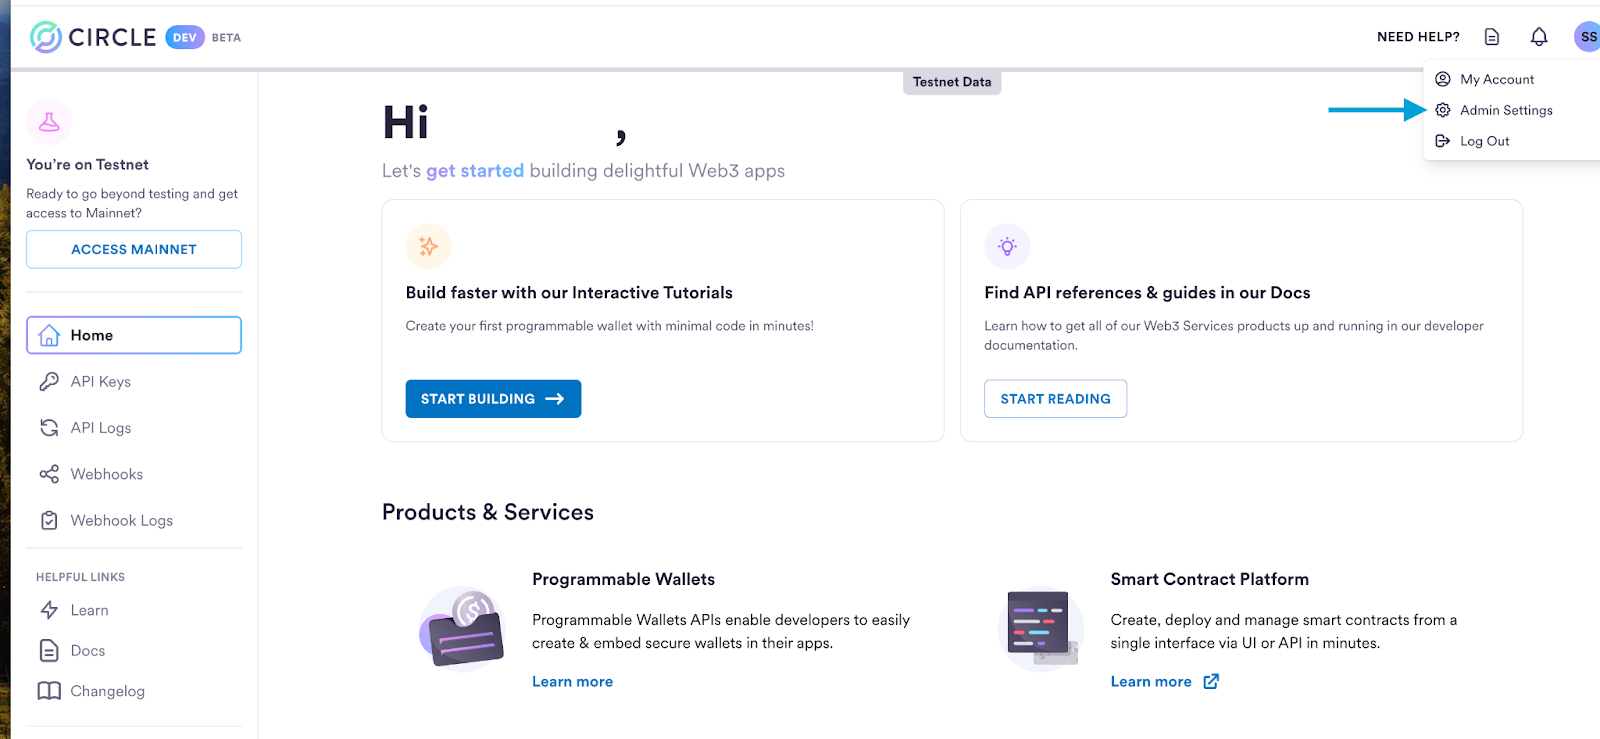 CIRCLE DEV BETA
NEED HELP?
SS
My Account
Admin Settings
Log Out
Testnet Data
You're on Testnet
Ready to go beyond testing and get
access to Mainnet?
ACCESS MAINNET
Home
API Keys
API Logs
Webhooks
Webhook Logs
HELPFUL LINKS
Learn
Docs
Changelog
Hi ,
Let's get started building delightful Web3 apps
Build faster with our Interactive Tutorials
Create your first programmable wallet with minimal code in minutes!
START BUILDING
Find API references & guides in our Docs
Learn how to get all of our Web3 Services products up and running in our developer
documentation.
START READING
Products & Services
Programmable Wallets
Programmable Wallets APIs enable developers to easily
create & embed secure wallets in their apps.
Learn more
Smart Contract Platform
Create, deploy and manage smart contracts from a
single interface via UI or API in minutes.
Learn more